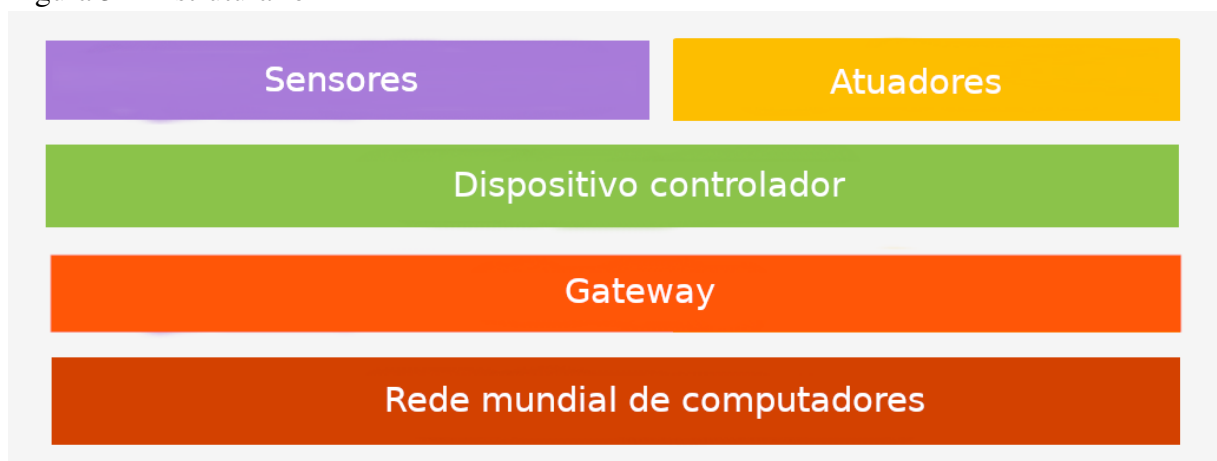 Sensores
Atuadores
Dispositivo controlador
Gateway
Rede mundial de computadores